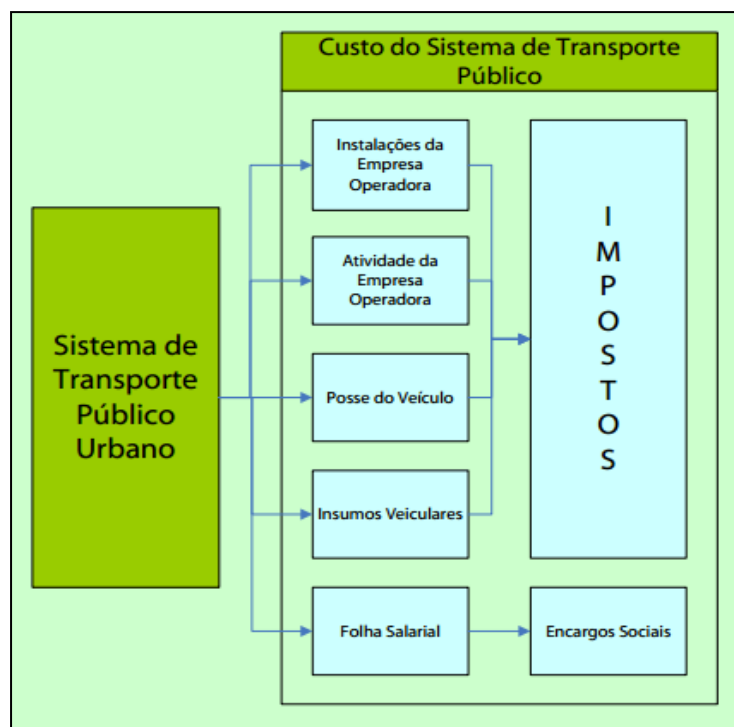 Custo do Sistema de Transporte
Público
Instalações da
Empresa
Operadora
Atividade da
Empresa
Operadora
Sistema de
Transporte
Público
Urbano
Posse do Veículo
Insumos Veiculares
Folha Salarial
I
M
P
O
S
T
O
S
Encargos Sociais